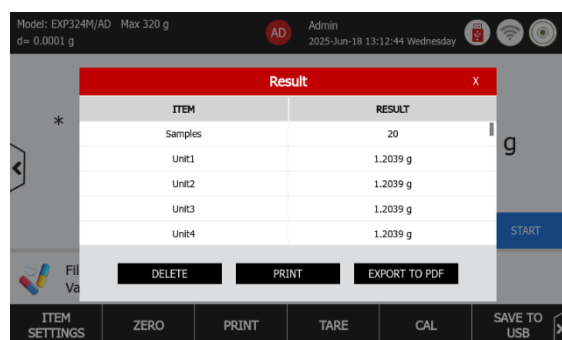 Model: EXP324M/AD Max 320 g
d= 0.0001 g
AD
Admin
2025-Jun-18 13:12:44 Wednesday
Result X
ITEM RESULT
Samples 20
Unit1 1.2039 g
Unit2 1.2039 g
Unit3 1.2039 g
Unit4 1.2039 g
DELETE PRINT EXPORT TO PDF
*
g
START
Fil
Va
ITEM SETTINGS
ZERO
PRINT
TARE
CAL
SAVE TO USB